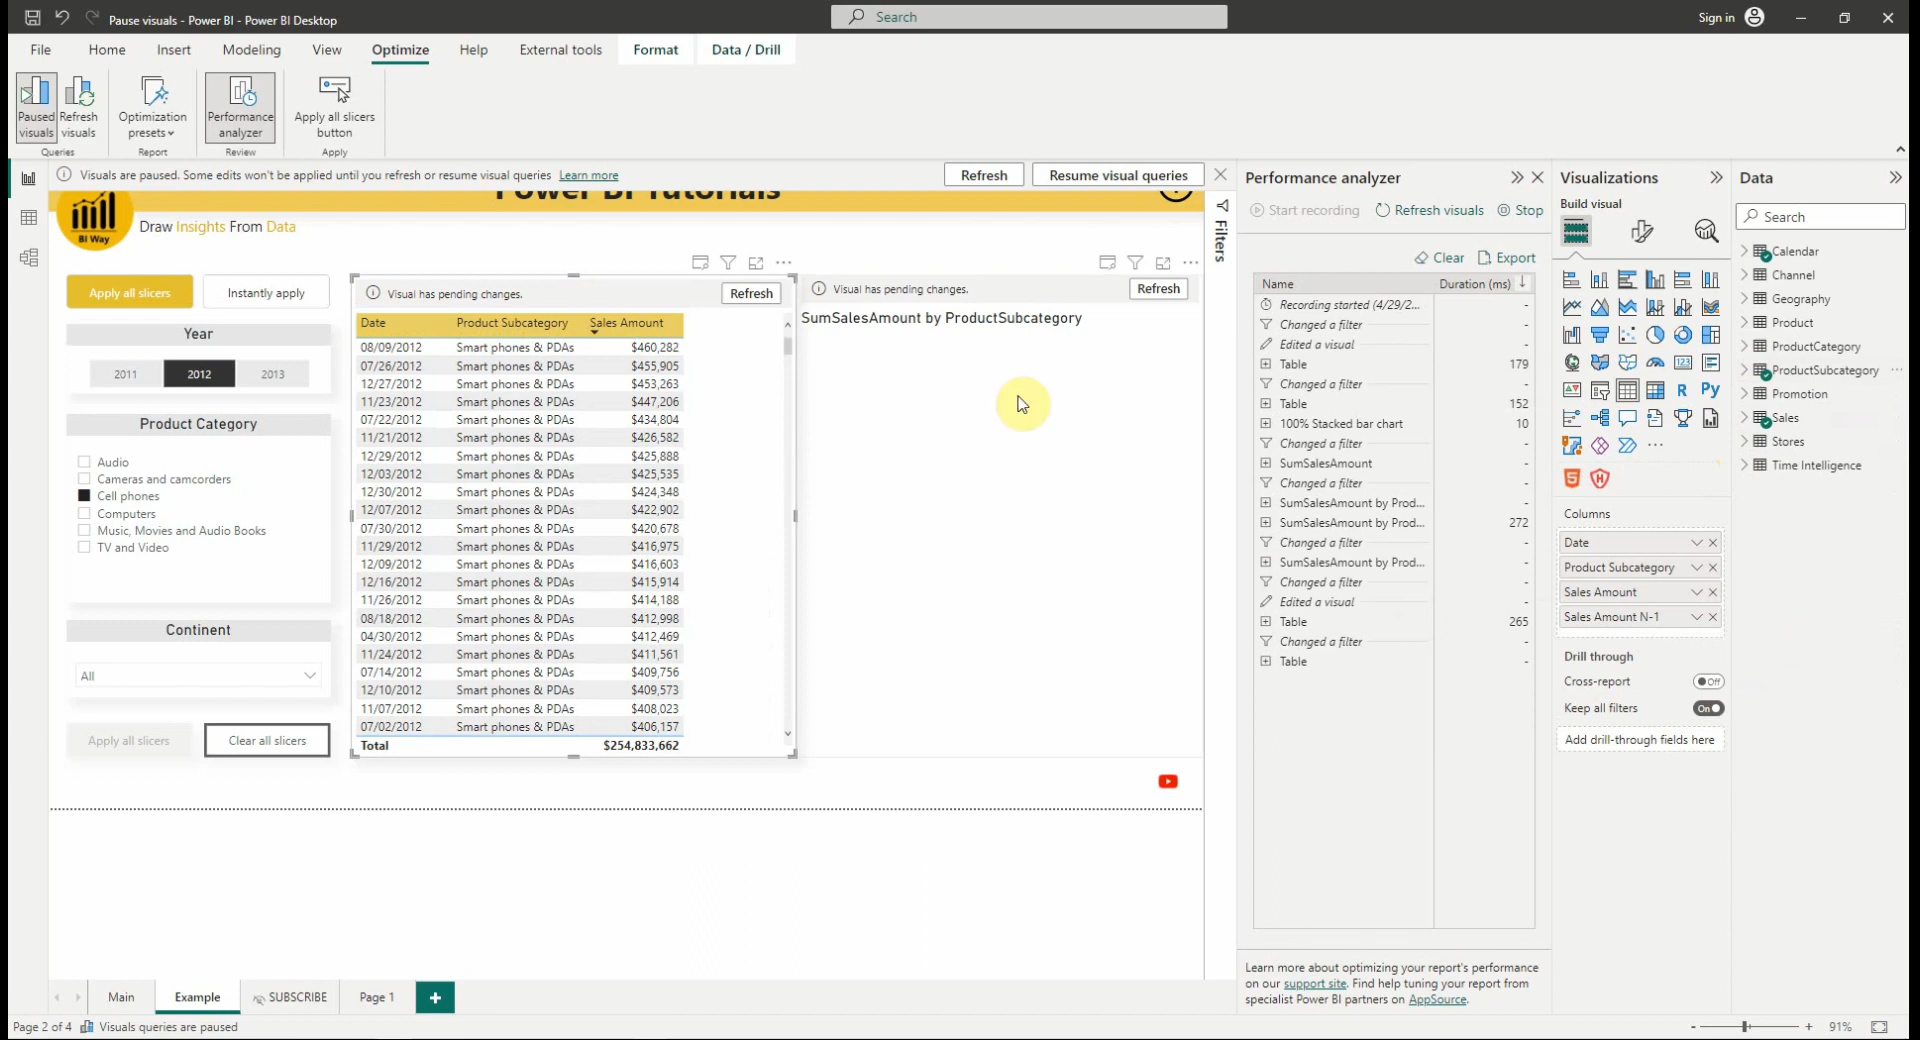 Pause visuals - Power BI - Power BI Desktop
Search
Sign in
File Home Insert Modeling View Optimize Help External tools Format Data / Drill
Paused visuals
Refresh visuals
Optimization presets
Performance analyzer
Apply all slicers button
Queries Report Review Apply
Visuals are paused. Some edits won't be applied until you refresh or resume visual queries Learn more
Refresh
Resume visual queries
Power BI Tutorials
BI Way
Draw Insights From Data
Apply all slicers
Instantly apply
Year
2011 2012 2013
Product Category
Audio
Cameras and camcorders
Cell phones
Computers
Music, Movies and Audio Books
TV and Video
Continent
All
Apply all slicers
Clear all slicers
Visual has pending changes. Refresh
Date Product Subcategory Sales Amount
08/09/2012 Smart phones & PDAs $460,282
07/26/2012 Smart phones & PDAs $455,905
12/27/2012 Smart phones & PDAs $453,263
11/23/2012 Smart phones & PDAs $447,206
07/22/2012 Smart phones & PDAs $434,804
11/21/2012 Smart phones & PDAs $426,582
12/29/2012 Smart phones & PDAs $425,888
12/03/2012 Smart phones & PDAs $425,535
12/30/2012 Smart phones & PDAs $424,348
12/07/2012 Smart phones & PDAs $422,902
07/30/2012 Smart phones & PDAs $420,678
11/29/2012 Smart phones & PDAs $416,975
12/09/2012 Smart phones & PDAs $416,603
12/16/2012 Smart phones & PDAs $415,914
11/26/2012 Smart phones & PDAs $414,188
08/18/2012 Smart phones & PDAs $412,998
04/30/2012 Smart phones & PDAs $412,469
11/24/2012 Smart phones & PDAs $411,561
07/14/2012 Smart phones & PDAs $409,756
12/10/2012 Smart phones & PDAs $409,573
11/07/2012 Smart phones & PDAs $408,023
07/02/2012 Smart phones & PDAs $406,157
Total $254,833,662
Visual has pending changes. Refresh
SumSalesAmount by ProductSubcategory
Filters
Performance analyzer
Start recording Refresh visuals Stop
Clear Export
Name Duration (ms)
Recording started (4/29/2... -
Changed a filter -
Edited a visual -
Table 179
Changed a filter -
Table 152
100% Stacked bar chart 10
Changed a filter -
SumSalesAmount -
Changed a filter -
SumSalesAmount by Prod... -
SumSalesAmount by Prod... 272
Changed a filter -
SumSalesAmount by Prod... -
Changed a filter -
Edited a visual -
Table 265
Changed a filter -
Table -
Learn more about optimizing your report's performance
on our support site. Find help tuning your report from
specialist Power BI partners on AppSource.
Visualizations
Build visual
123
R Py
Columns
Date
Product Subcategory
Sales Amount
Sales Amount N-1
Drill through
Cross-report Off
Keep all filters On
Add drill-through fields here
Data
Search
Calendar
Channel
Geography
Product
ProductCategory
ProductSubcategory
Promotion
Sales
Stores
Time Intelligence
Main Example SUBSCRIBE Page 1 +
Page 2 of 4 Visuals queries are paused
- + 91%